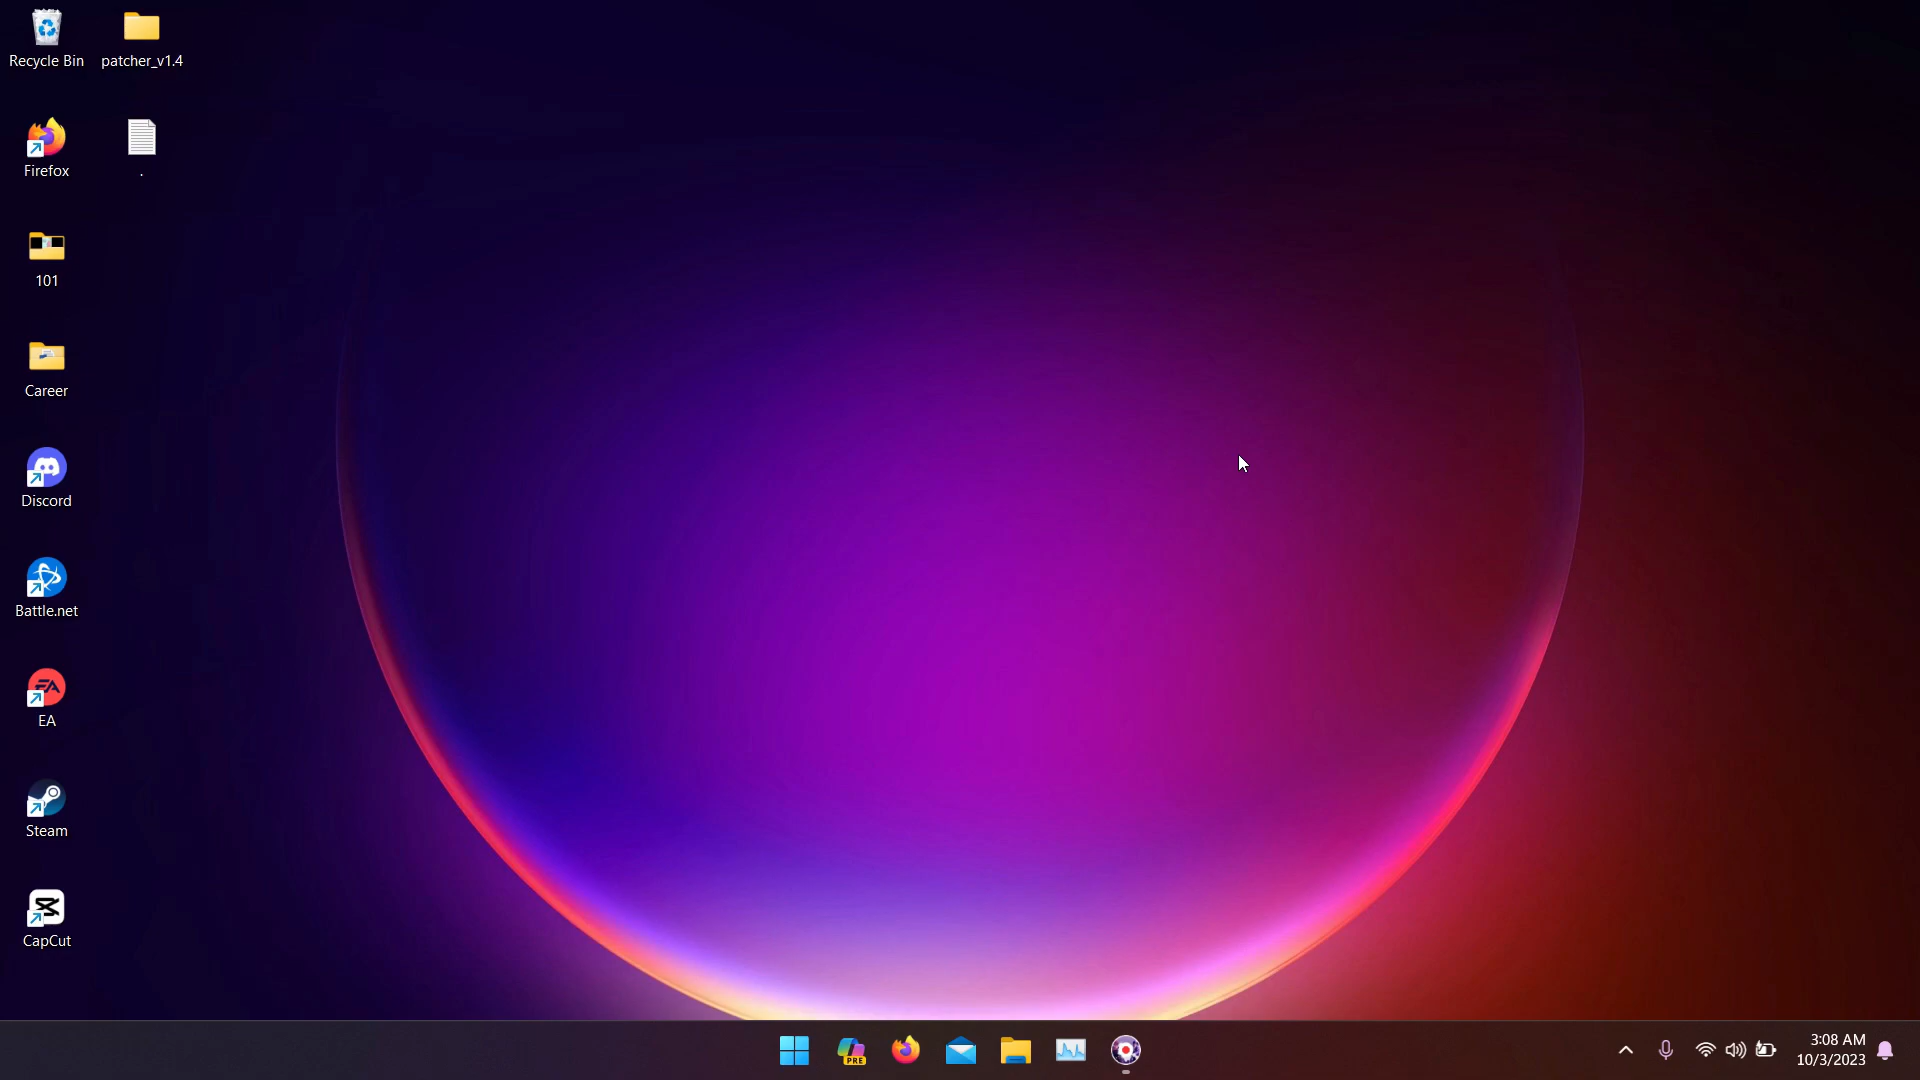 Recycle Bin
patcher_v1.4
Firefox
.
101
Career
Discord
Battle.net
EA
Steam
CapCut
PRE
3:08 AM
10/3/2023